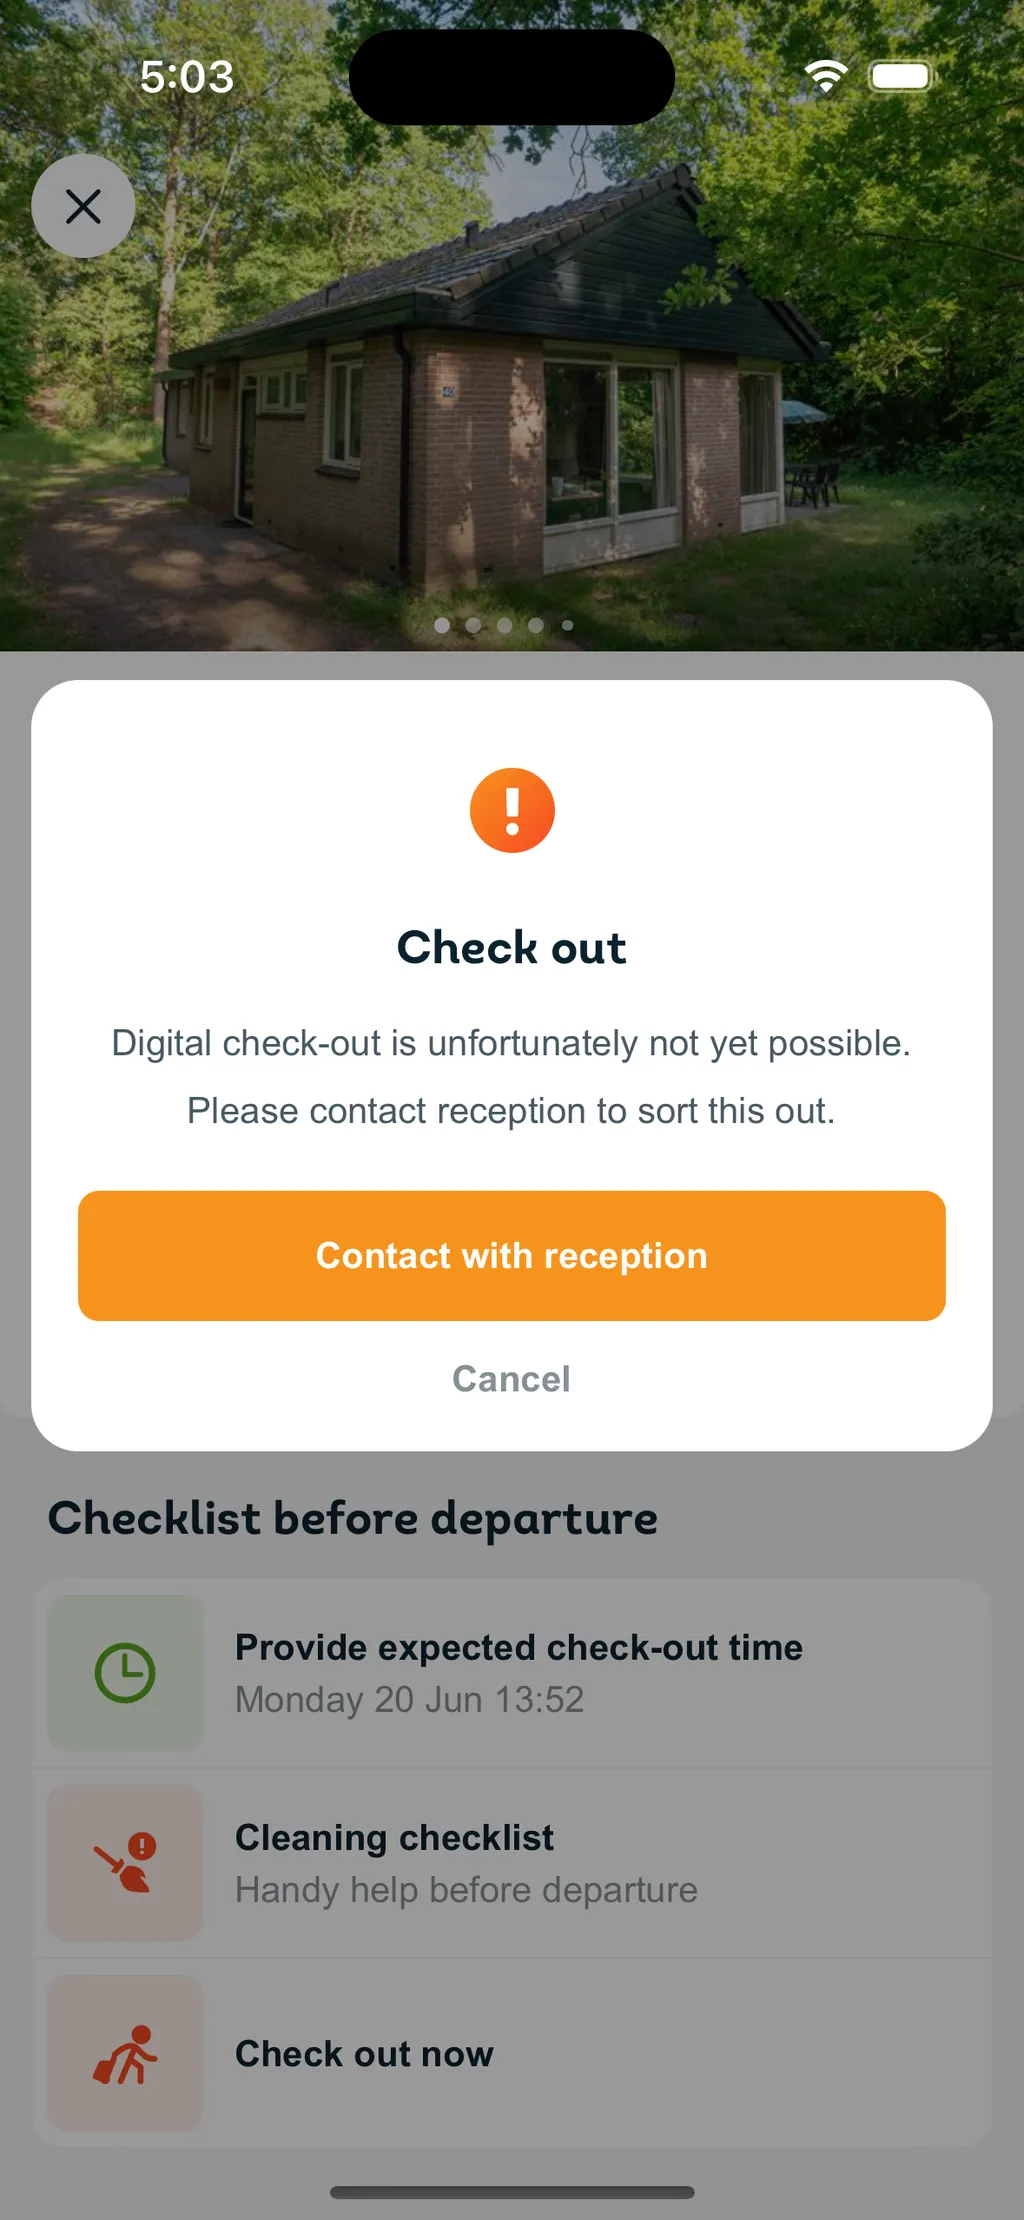 5:03
Check out
Digital check-out is unfortunately not yet possible.
Please contact reception to sort this out.
Contact with reception
Cancel
Checklist before departure
Provide expected check-out time
Monday 20 Jun 13:52
Cleaning checklist
Handy help before departure
Check out now